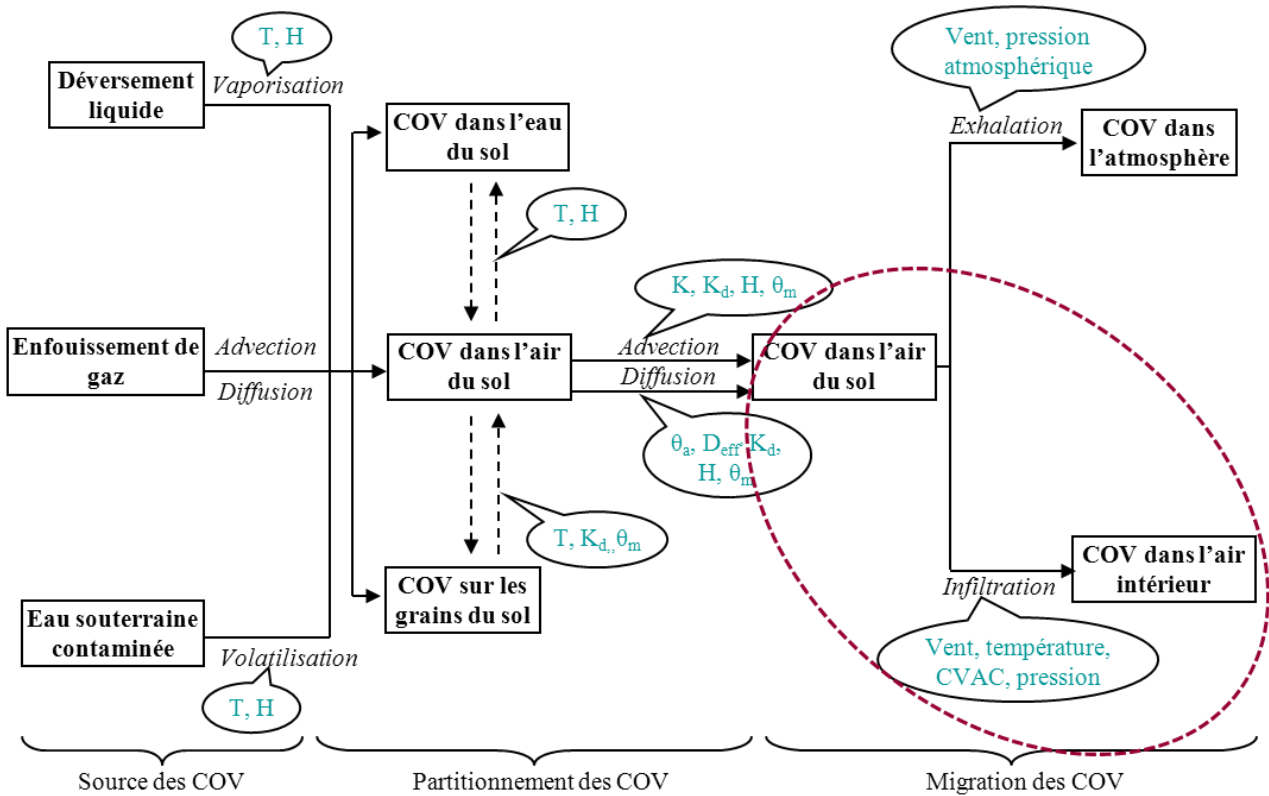 T, H
Déversement
liquide
Vaporisation
Enfouissement de
gaz
Advection
Diffusion
Eau souterraine
contaminée
Volatilisation
T, H
COV dans l'eau
du sol
T, H
COV dans l'air
du sol
T, Kd,, θm
COV sur les
grains du sol
K, Kd, H, θm
Advection
Diffusion
θa, Deff, Kd,
H, θm
COV dans l'air
du sol
Vent, pression
atmosphérique
Exhalation
COV dans
l'atmosphère
Infiltration
COV dans l'air
intérieur
Vent, température,
CVAC, pression
Source des COV
Partitionnement des COV
Migration des COV